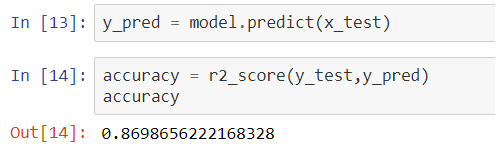 In [13]: y_pred = model.predict(x_test)
In [14]: accuracy = r2_score(y_test,y_pred)
accuracy
Out[14]: 0.8698656222168328